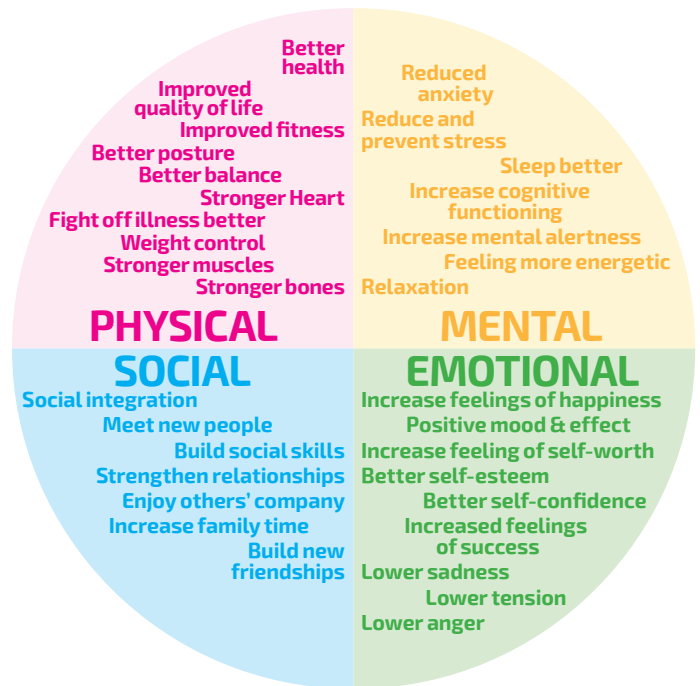 Better
health
Improved
quality of life
Improved fitness
Better posture
Better balance
Stronger Heart
Fight off illness better
Weight control
Stronger muscles
Stronger bones
PHYSICAL
Reduced
anxiety
Reduce and
prevent stress
Sleep better
Increase cognitive
functioning
Increase mental alertness
Feeling more energetic
Relaxation
MENTAL
SOCIAL
Social integration
Meet new people
Build social skills
Strengthen relationships
Enjoy others’ company
Increase family time
Build new
friendships
EMOTIONAL
Increase feelings of happiness
Positive mood & effect
Increase feeling of self-worth
Better self-esteem
Better self-confidence
Increased feelings
of success
Lower sadness
Lower tension
Lower anger